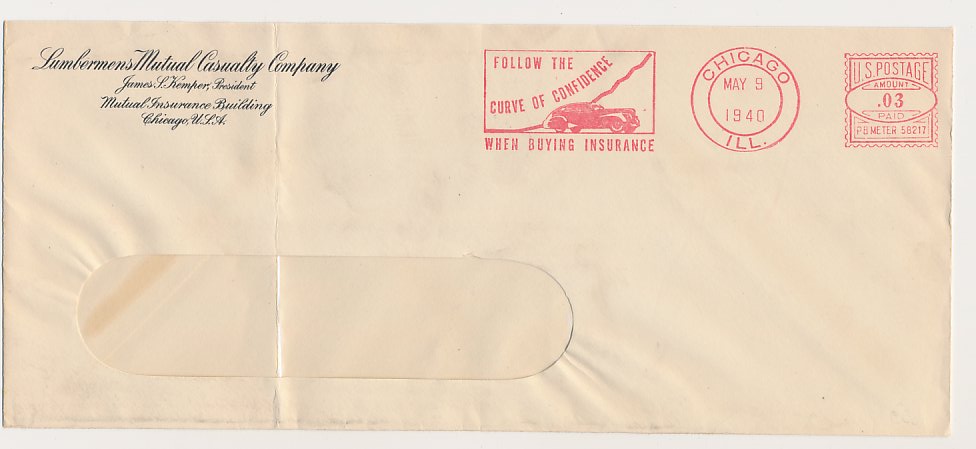 Lumbermens Mutual Casualty Company
James S. Kemper, President
Mutual Insurance Building
Chicago, U.S.A.
FOLLOW THE
CURVE OF CONFIDENCE
WHEN BUYING INSURANCE
CHICAGO
MAY 9
1940
ILL.
U.S. POSTAGE
AMOUNT
.03
PAID
PB METER 58217